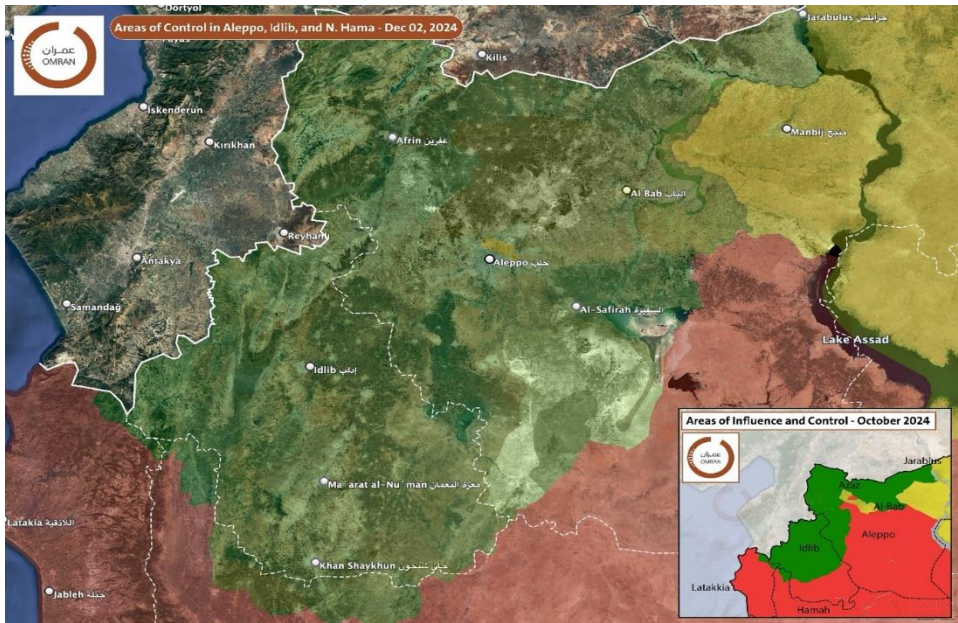 Dörtyol
Areas of Control in Aleppo, Idlib, and N. Hama - Dec 02, 2024
Jarabulus جرابلس
عمران
OMRAN
Kilis
İskenderun
Kırıkhan
Afrin عفرين
Manbij منبج
Al Bab الباب
Reyhanlı
Antakya
Aleppo حلب
Samandağ
Al-Safirah السفيرة
Lake Assad
Idlib إدلب
Areas of Influence and Control - October 2024
عمران
OMRAN
Jarablus
Azaz
Al-Bab
Aleppo
Idlib
Latakkia
Hamah
Ma`arat al-Nu`man معرة النعمان
Latakia اللاذقية
Khan Shaykhun خان شيخون
Jableh جبلة